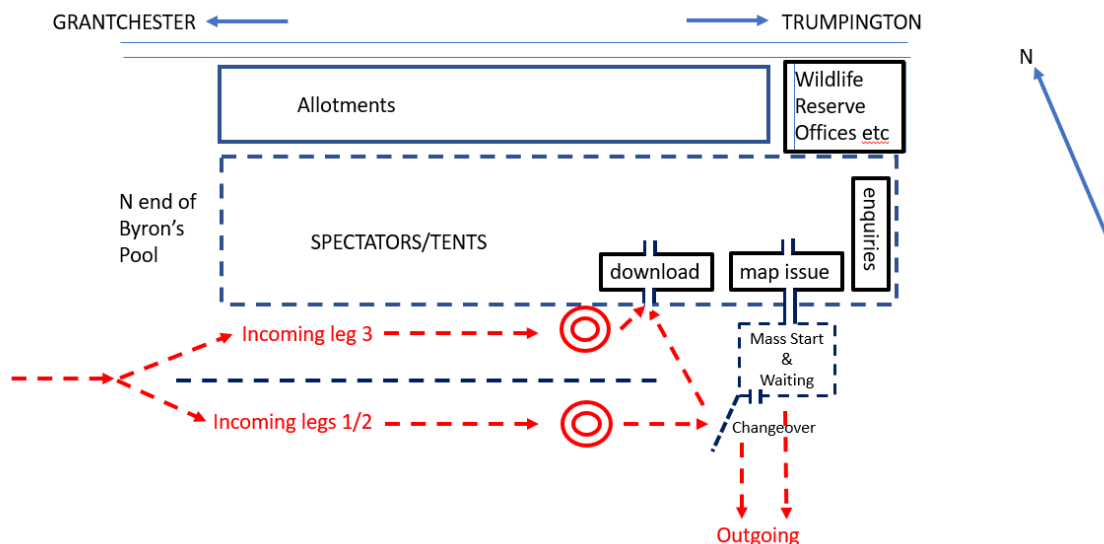 GRANTCHESTER
TRUMPINGTON
N
Allotments
Wildlife
Reserve
Offices etc
N end of
Byron's
Pool
SPECTATORS/TENTS
enquiries
download
map issue
Incoming leg 3
Mass Start
&
Waiting
Incoming legs 1/2
Changeover
Outgoing